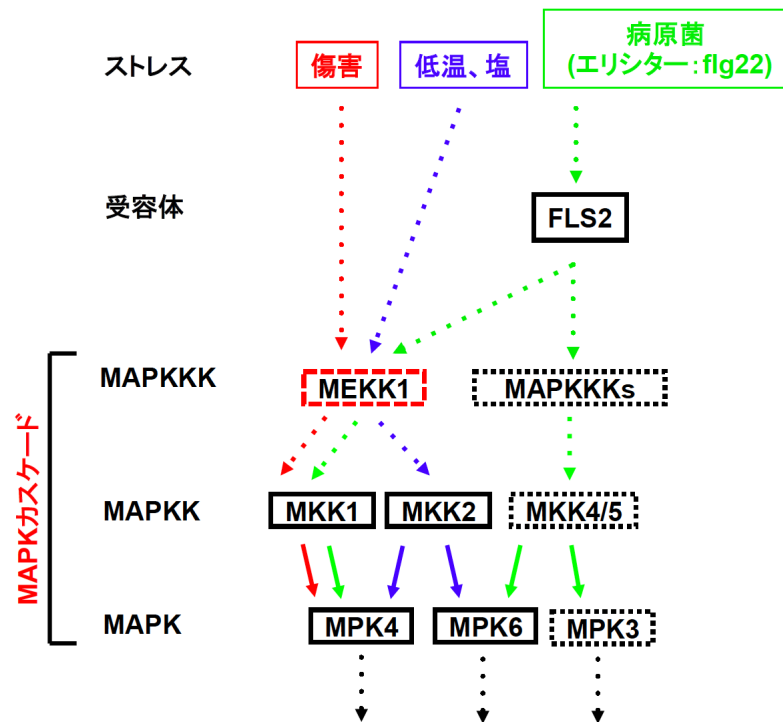 ストレス
傷害
低温、塩
病原菌
(エリシター：flg22)
受容体
FLS2
MAPKカスケード
MAPKKK
MEKK1
MAPKKKs
MAPKK
MKK1
MKK2
MKK4/5
MAPK
MPK4
MPK6
MPK3